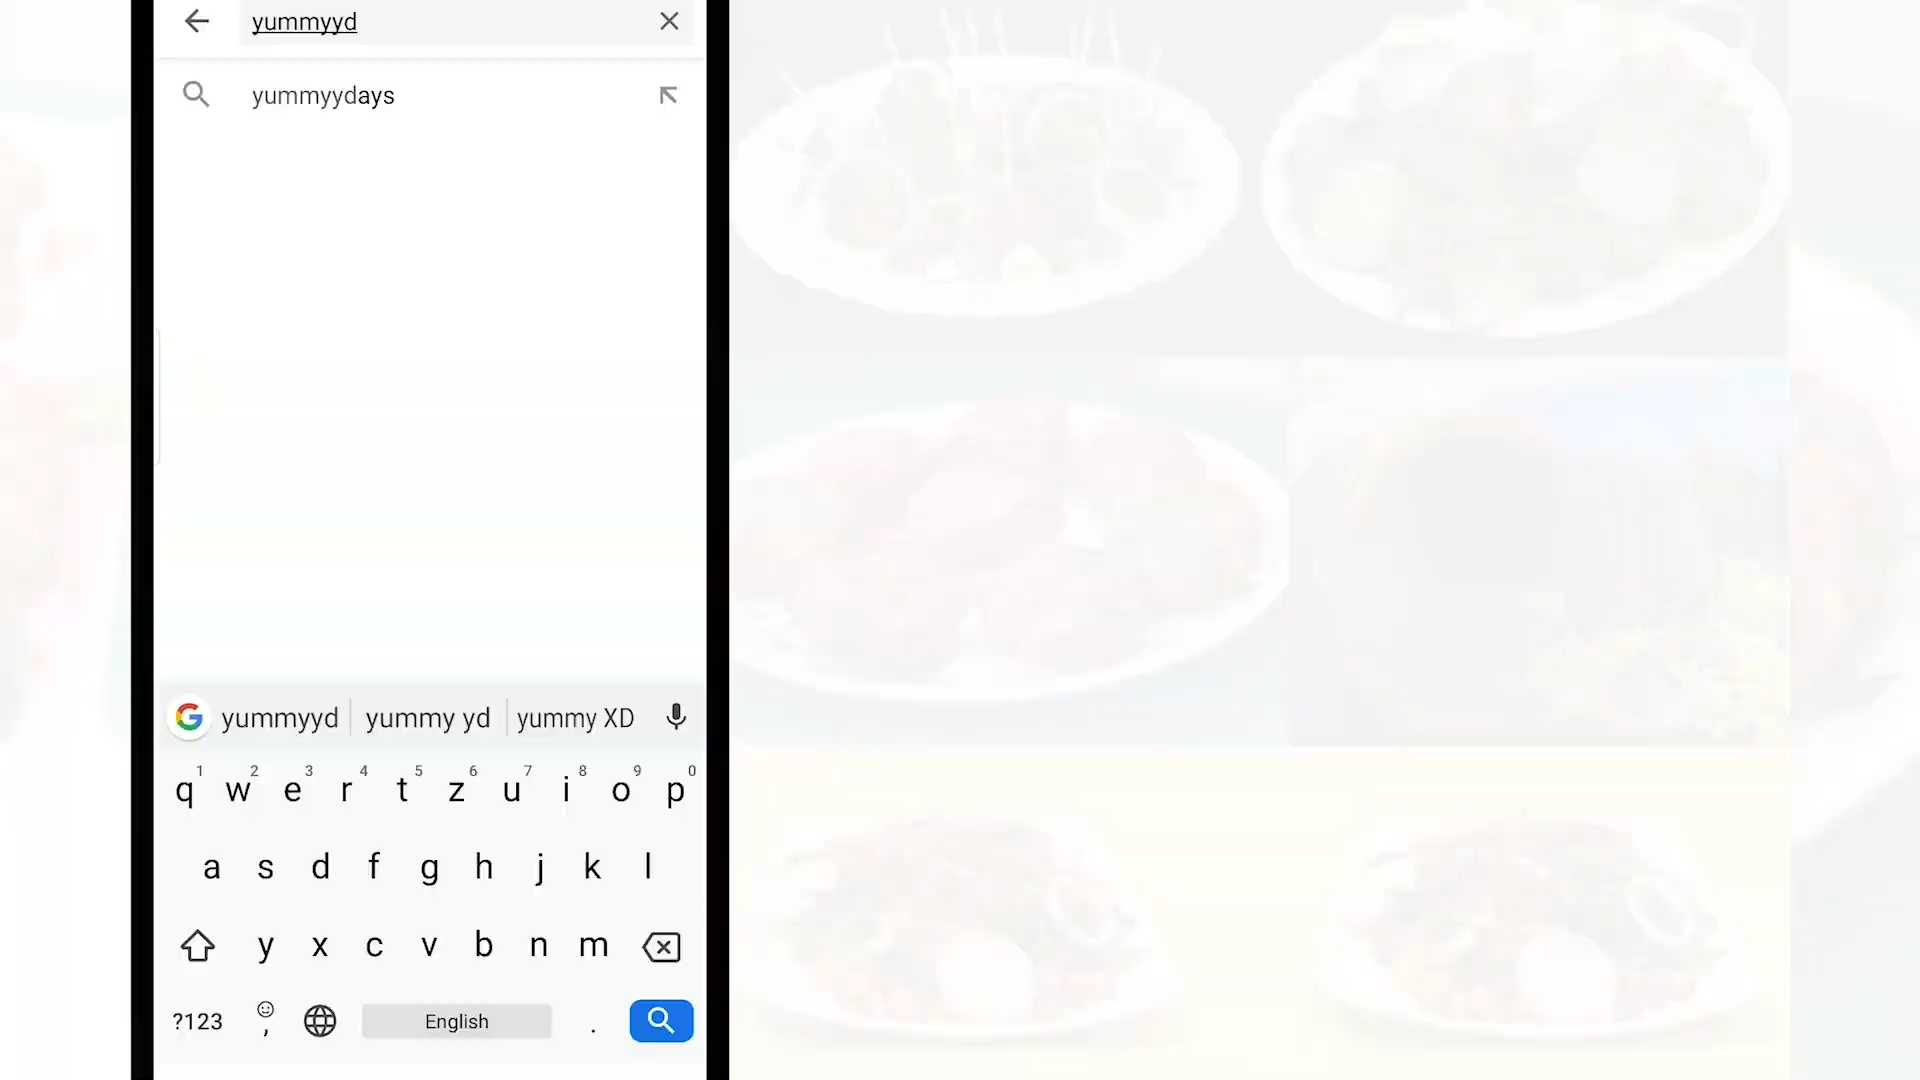 yummyyd
yummyydays
yummyyd yummy yd yummy XD
1 2 3 4 5 6 7 8 9 0
q w e r t z u i o p
a s d f g h j k l
y x c v b n m
?123 , English .